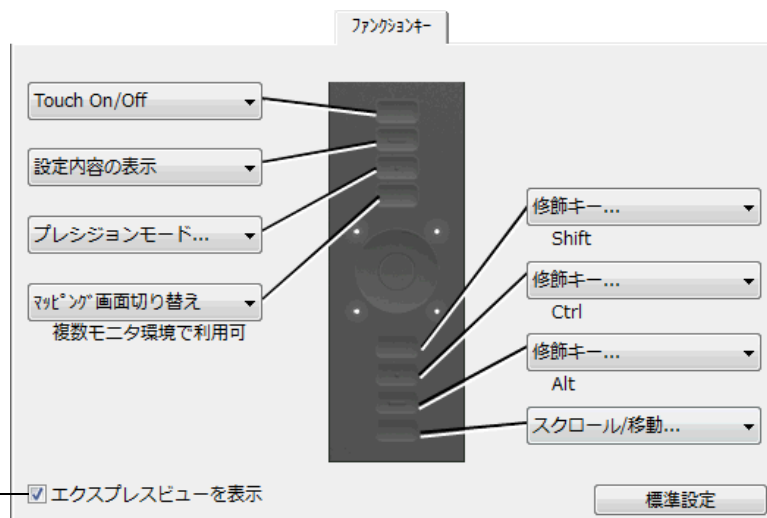 ﾌｧﾝｸｼｮﾝｷｰ
Touch On/Off
設定内容の表示
プレシジョンモード...
ﾏｯﾋﾟﾝｸﾞ画面切り替え
複数モニタ環境で利用可
修飾キー...
Shift
修飾キー...
Ctrl
修飾キー...
Alt
スクロール/移動...
エクスプレスビューを表示
標準設定